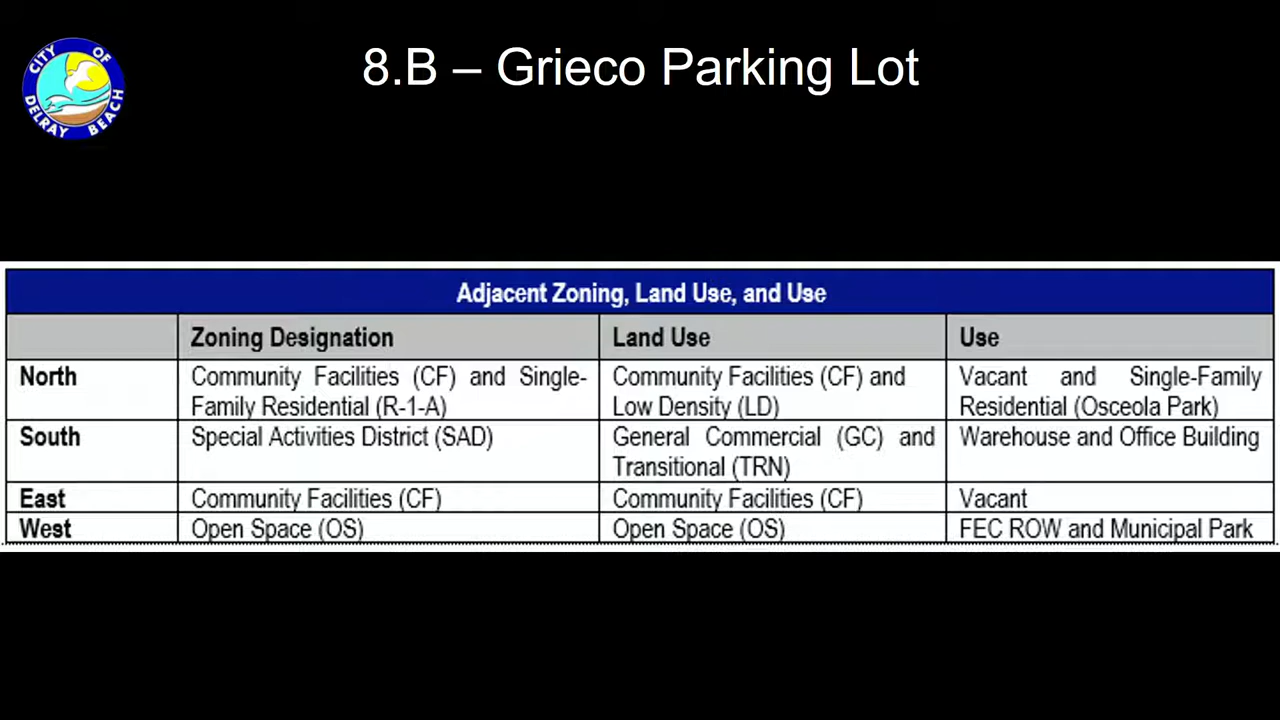 CITY OF
DELRAY BEACH
8.B – Grieco Parking Lot
Adjacent Zoning, Land Use, and Use
Zoning Designation Land Use Use
North Community Facilities (CF) and Single- Community Facilities (CF) and Vacant and Single-Family
Family Residential (R-1-A) Low Density (LD) Residential (Osceola Park)
South Special Activities District (SAD) General Commercial (GC) and Warehouse and Office Building
Transitional (TRN)
East Community Facilities (CF) Community Facilities (CF) Vacant
West Open Space (OS) Open Space (OS) FEC ROW and Municipal Park